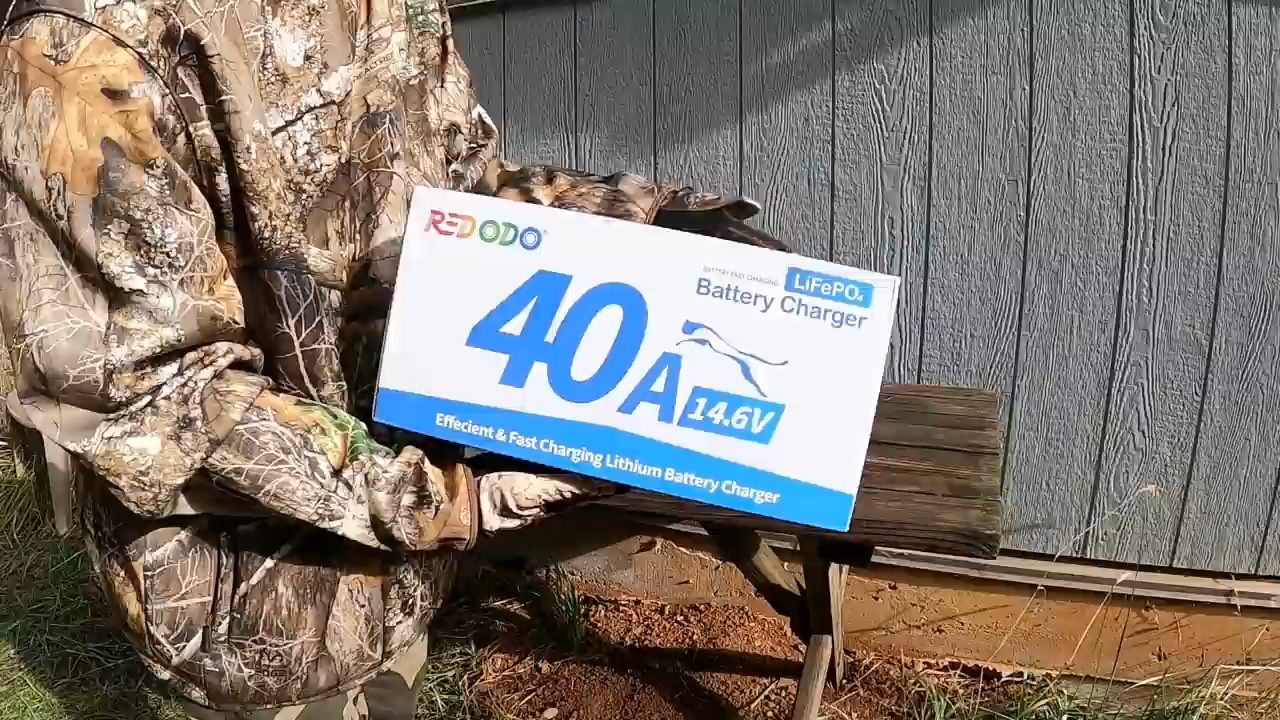 REDODO
BATTERY FAST CHARGING LiFePO₄
Battery Charger
40A
14.6V
Effecient & Fast Charging Lithium Battery Charger